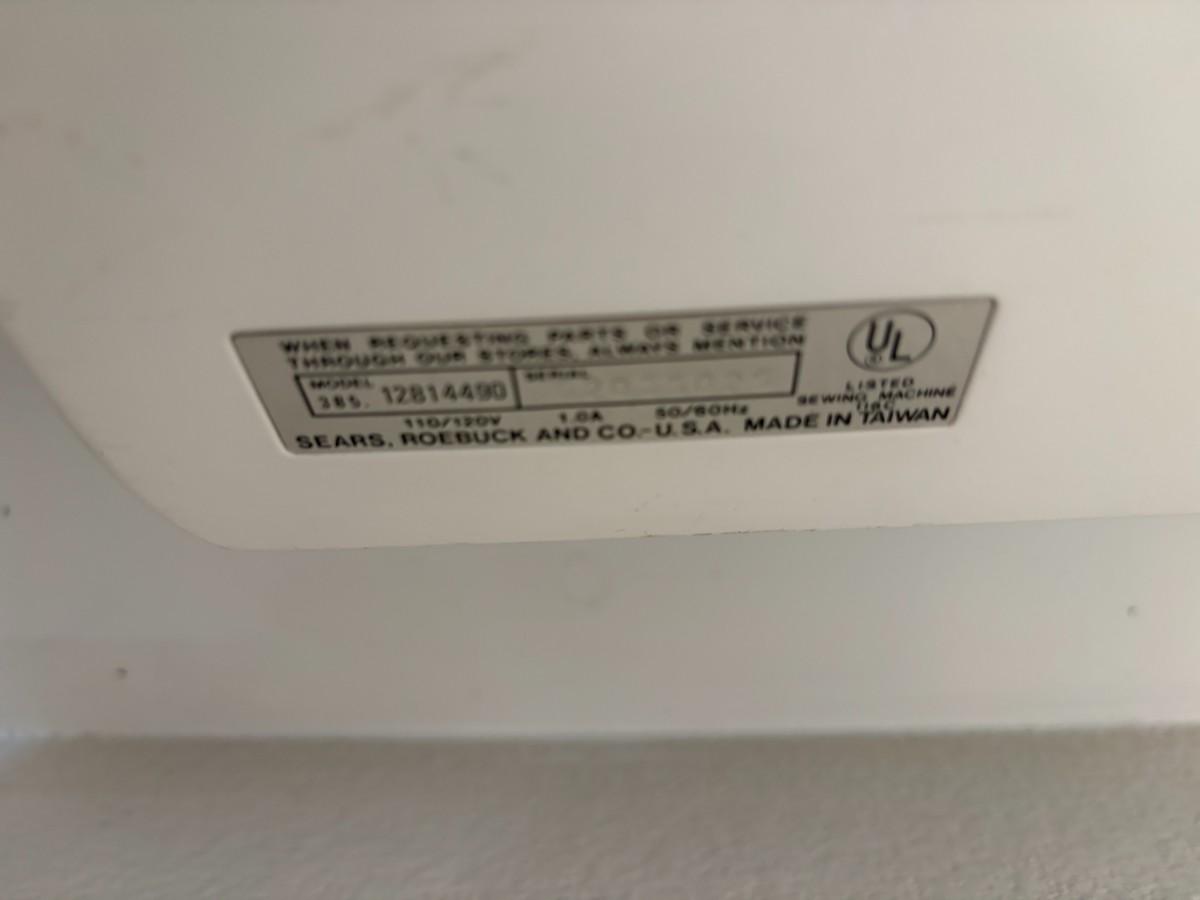 WHEN REQUESTING PARTS OR SERVICE
THROUGH OUR STORES, ALWAYS MENTION
MODEL
385. 12814490
SERIAL
110/120V 1.0A 50/60Hz
SEARS, ROEBUCK AND CO.-U.S.A. MADE IN TAIWAN
UL
LISTED
SEWING MACHINE